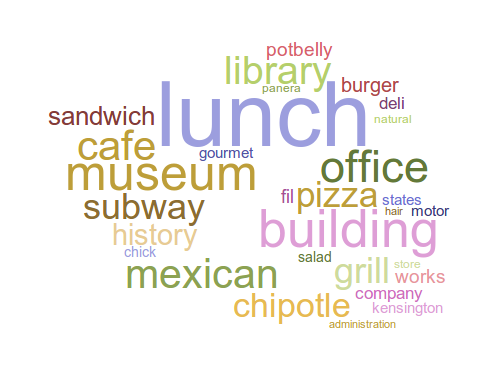 potbelly
library
panera
burger
lunch
deli
natural
sandwich
cafe
gourmet
museum
office
fil
pizza
states
subway
hair
motor
history
building
chick
salad
mexican
grill
store
works
chipotle
company
kensington
administration